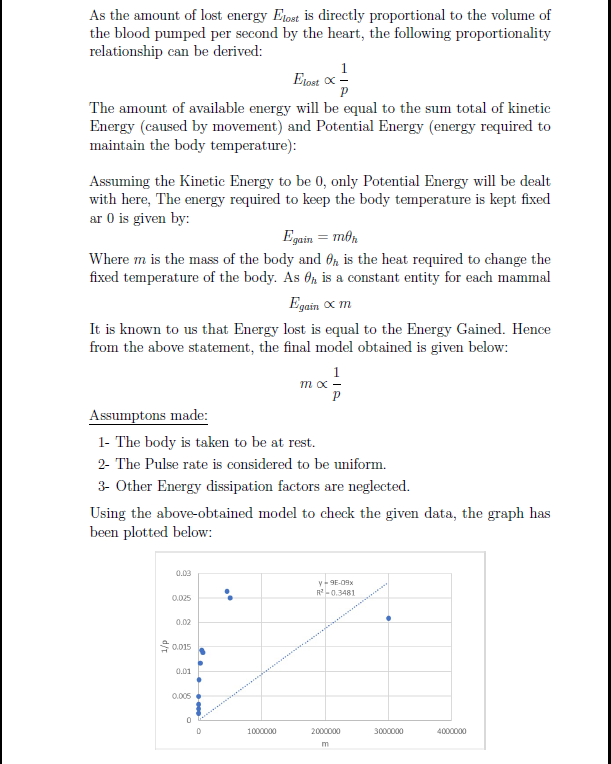 As the amount of lost energy E_lost is directly proportional to the volume of
the blood pumped per second by the heart, the following proportionality
relationship can be derived:
E_lost ∝ 1/p
The amount of available energy will be equal to the sum total of kinetic
Energy (caused by movement) and Potential Energy (energy required to
maintain the body temperature):
Assuming the Kinetic Energy to be 0, only Potential Energy will be dealt
with here, The energy required to keep the body temperature is kept fixed
ar 0 is given by:
E_gain = mθ_h
Where m is the mass of the body and θ_h is the heat required to change the
fixed temperature of the body. As θ_h is a constant entity for each mammal
E_gain ∝ m
It is known to us that Energy lost is equal to the Energy Gained. Hence
from the above statement, the final model obtained is given below:
m ∝ 1/p
Assumptons made:
1- The body is taken to be at rest.
2- The Pulse rate is considered to be uniform.
3- Other Energy dissipation factors are neglected.
Using the above-obtained model to check the given data, the graph has
been plotted below:
0.03
y = 9E-09x
R² = 0.3481
0.025
0.02
1/p
0.015
0.01
0.005
0
0 1000000 2000000 3000000 4000000
m